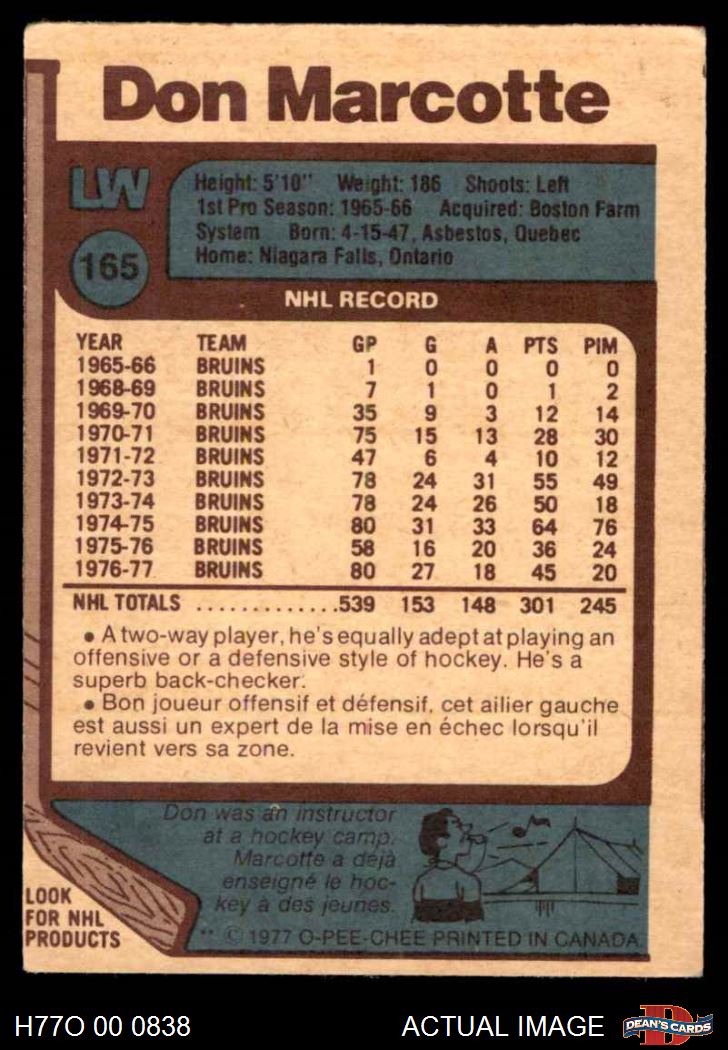 Don Marcotte
LW
165
Height: 5'10" Weight: 186 Shoots: Left
1st Pro Season: 1965-66 Acquired: Boston Farm
System Born: 4-15-47, Asbestos, Quebec
Home: Niagara Falls, Ontario
NHL RECORD
YEAR TEAM GP G A PTS PIM
1965-66 BRUINS 1 0 0 0 0
1968-69 BRUINS 7 1 0 1 2
1969-70 BRUINS 35 9 3 12 14
1970-71 BRUINS 75 15 13 28 30
1971-72 BRUINS 47 6 4 10 12
1972-73 BRUINS 78 24 31 55 49
1973-74 BRUINS 78 24 26 50 18
1974-75 BRUINS 80 31 33 64 76
1975-76 BRUINS 58 16 20 36 24
1976-77 BRUINS 80 27 18 45 20
NHL TOTALS .............539 153 148 301 245
• A two-way player, he's equally adept at playing an
offensive or a defensive style of hockey. He's a
superb back-checker.
• Bon joueur offensif et défensif, cet ailier gauche
est aussi un expert de la mise en échec lorsqu'il
revient vers sa zone.
Don was an instructor
at a hockey camp.
Marcotte a déjà
enseigné le hoc-
key à des jeunes.
LOOK
FOR NHL
PRODUCTS
** © 1977 O-PEE-CHEE PRINTED IN CANADA
H77O 00 0838
ACTUAL IMAGE
D
DEAN'S CARDS